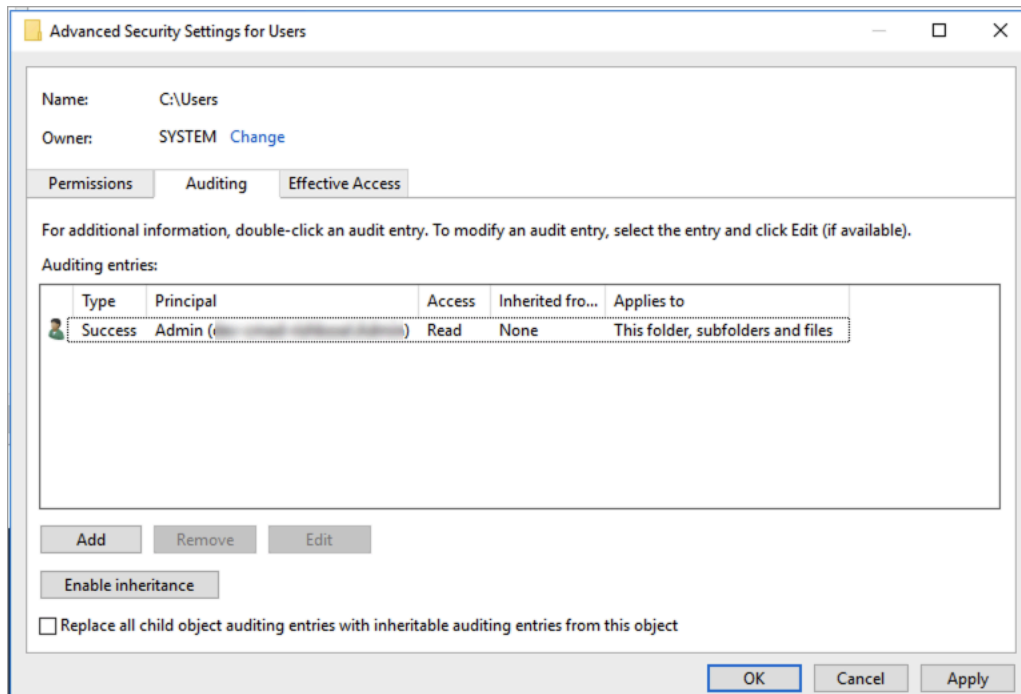 Advanced Security Settings for Users
Name: C:\Users
Owner: SYSTEM Change
Permissions Auditing Effective Access
For additional information, double-click an audit entry. To modify an audit entry, select the entry and click Edit (if available).
Auditing entries:
Type Principal Access Inherited fro... Applies to
Success Admin ( ) Read None This folder, subfolders and files
Add Remove Edit
Enable inheritance
Replace all child object auditing entries with inheritable auditing entries from this object
OK Cancel Apply